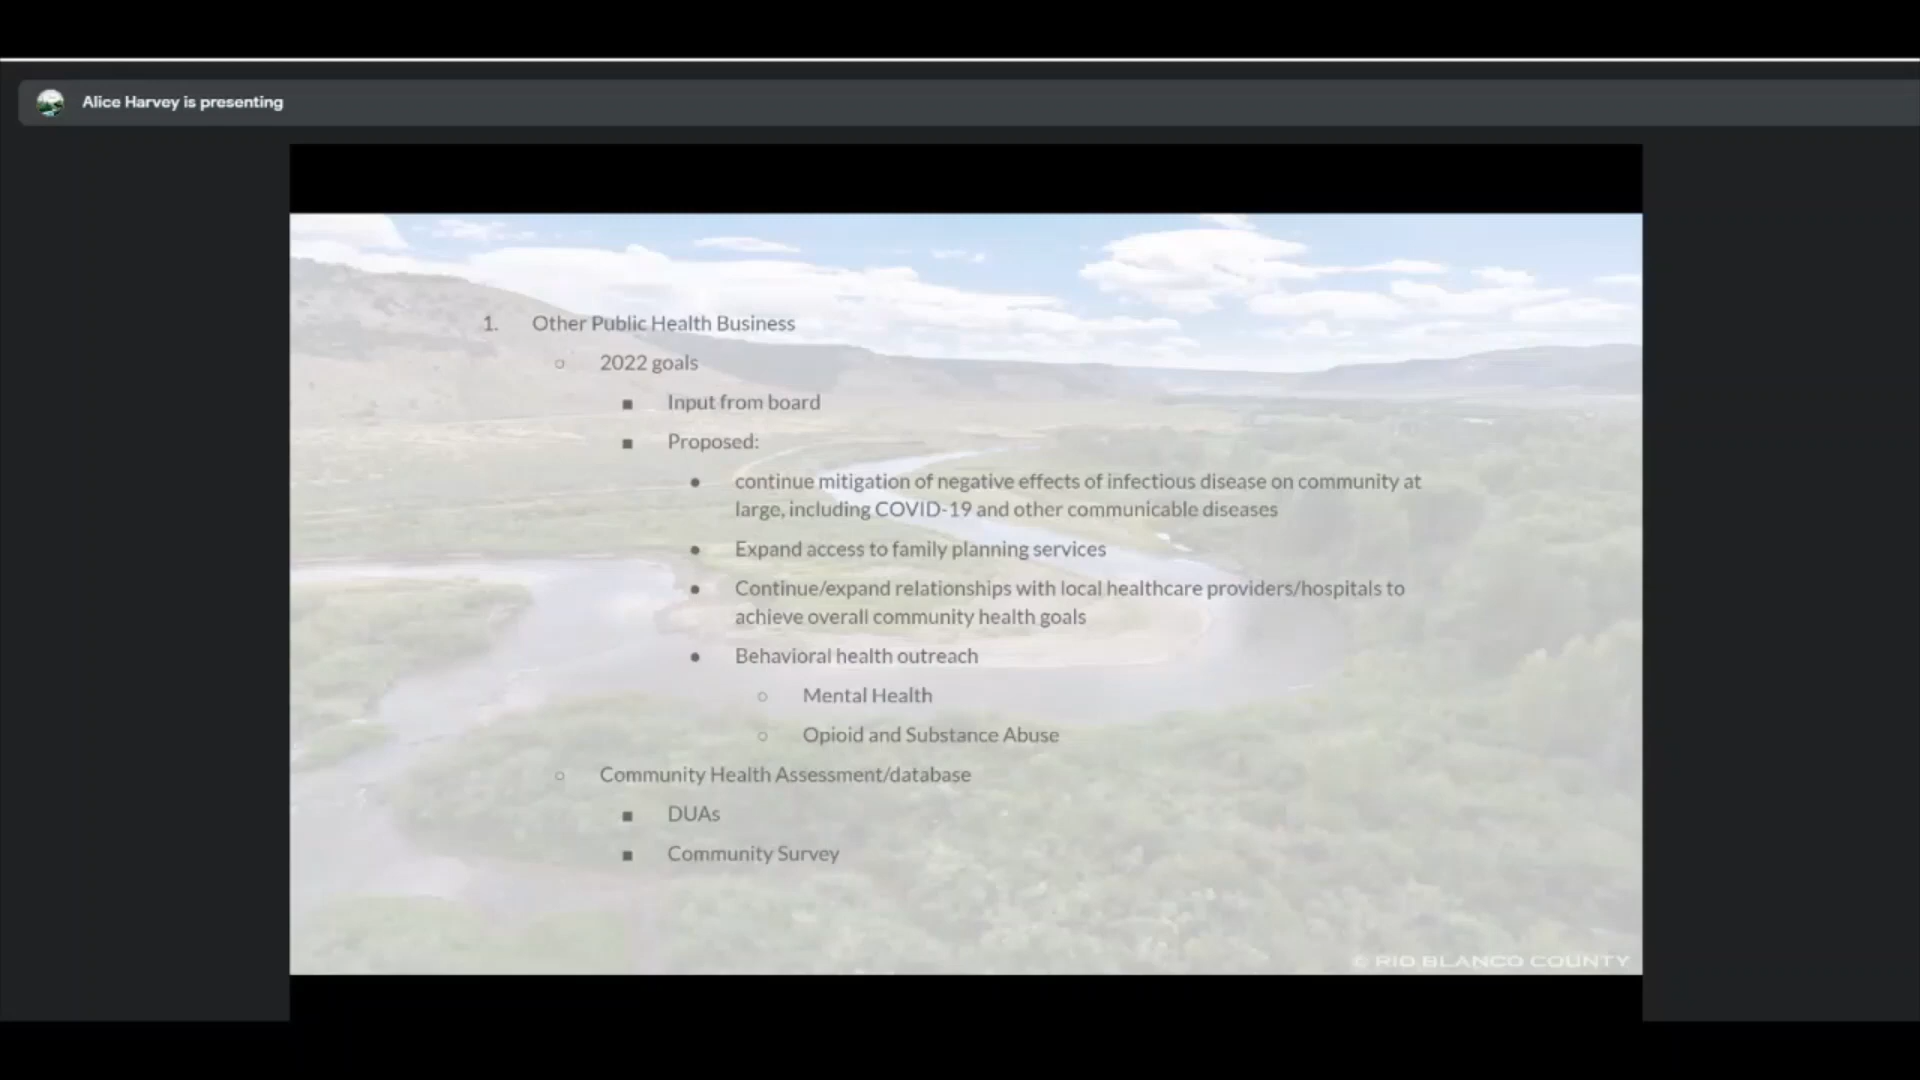 Alice Harvey is presenting
1. Other Public Health Business
○ 2022 goals
■ Input from board
■ Proposed:
● continue mitigation of negative effects of infectious disease on community at
large, including COVID-19 and other communicable diseases
● Expand access to family planning services
● Continue/expand relationships with local healthcare providers/hospitals to
achieve overall community health goals
● Behavioral health outreach
○ Mental Health
○ Opioid and Substance Abuse
○ Community Health Assessment/database
■ DUAs
■ Community Survey
© RIO BLANCO COUNTY